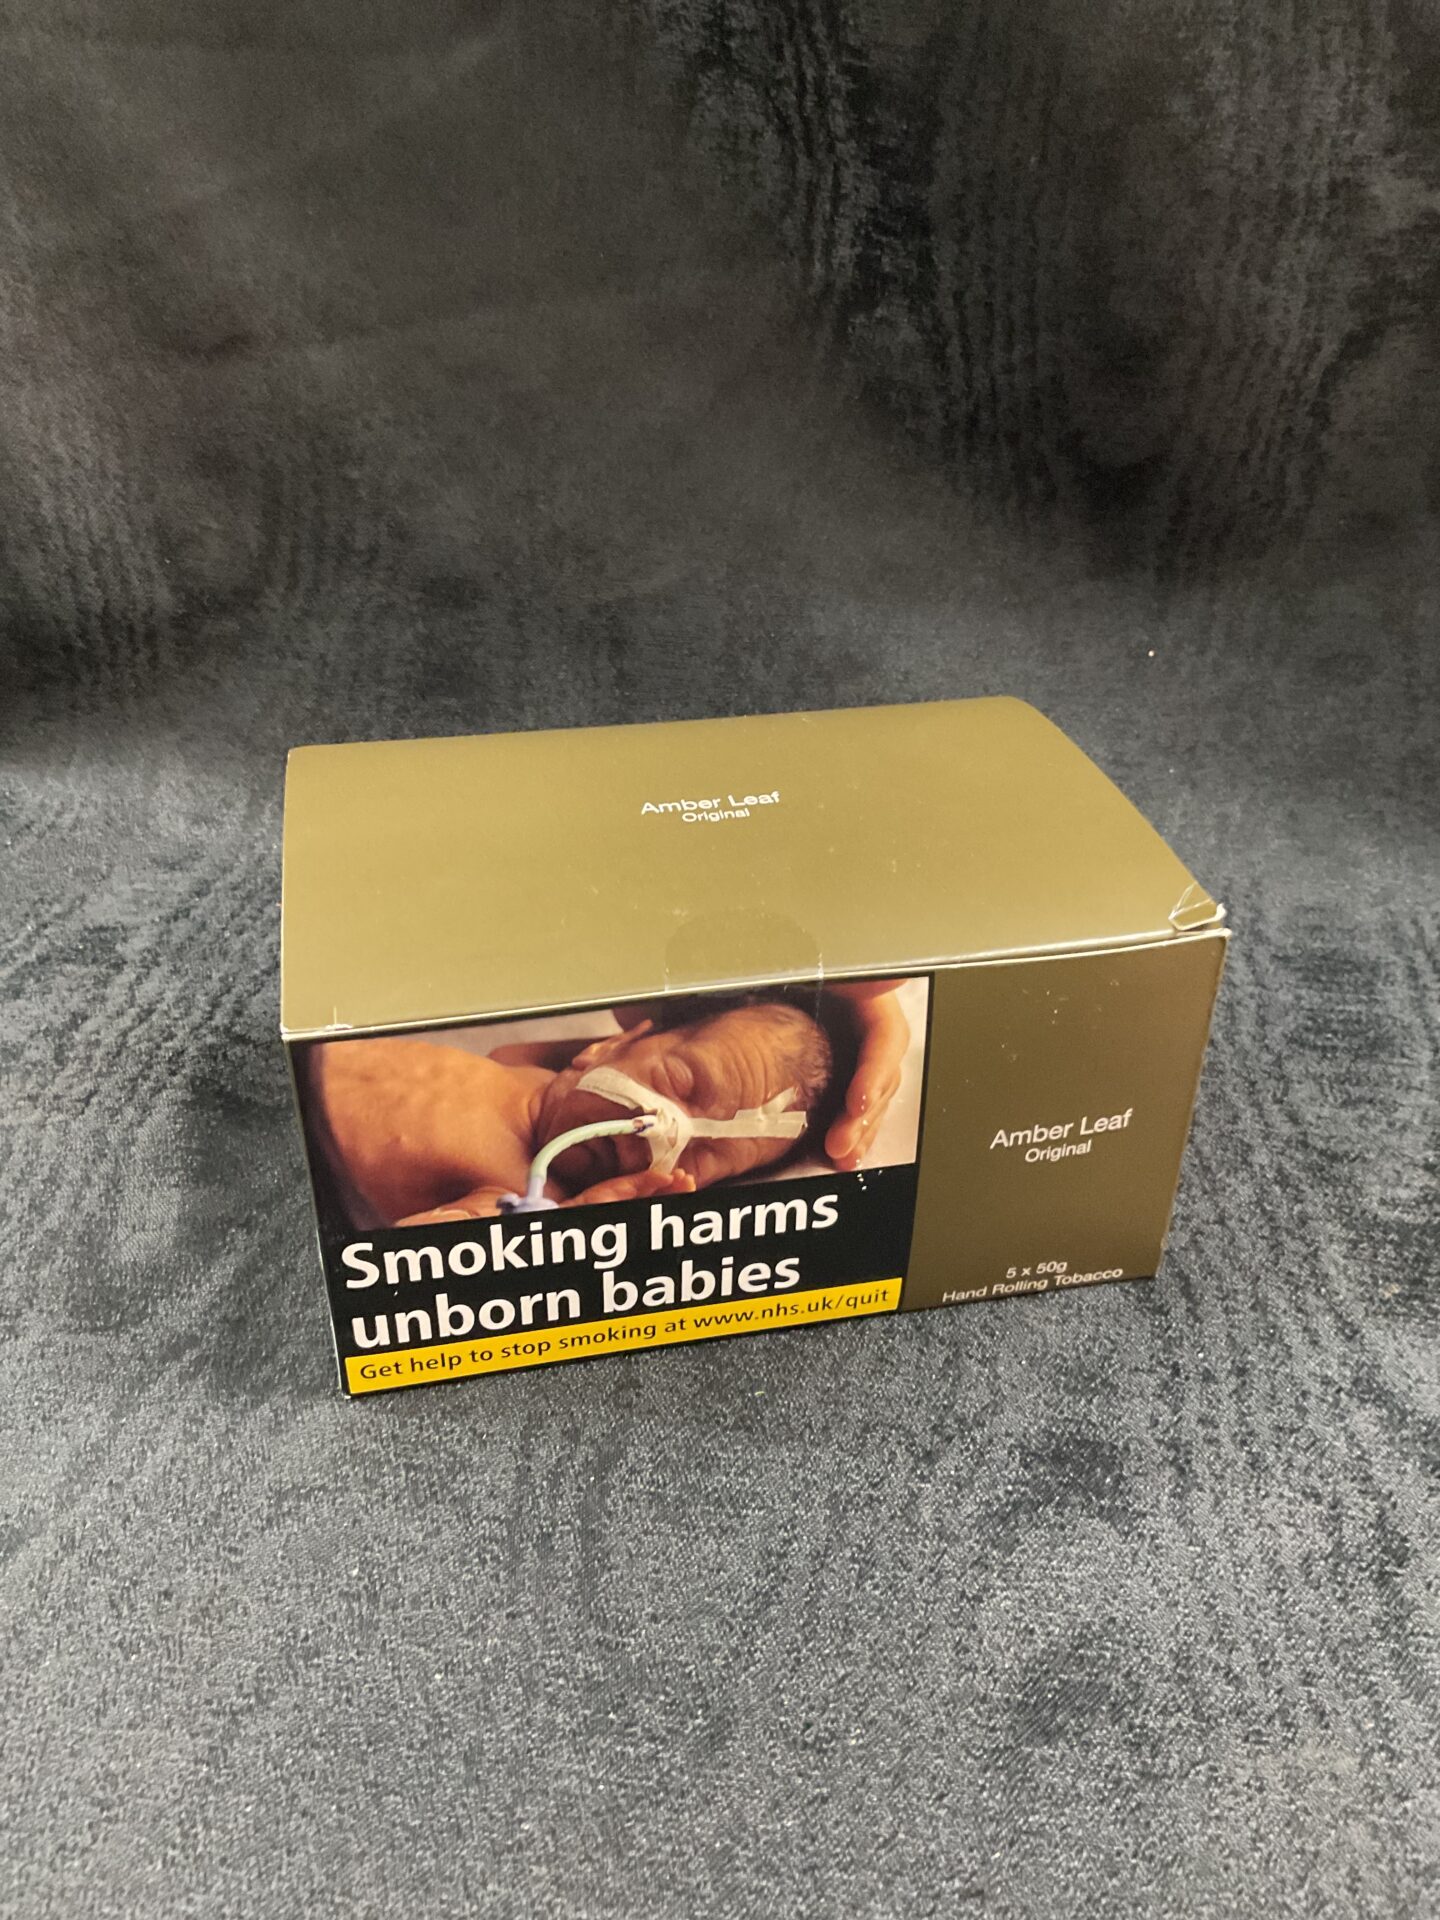 Amber Leaf
Original
Smoking harms
unborn babies
Get help to stop smoking at www.nhs.uk/quit
Amber Leaf
Original
5 x 50g
Hand Rolling Tobacco